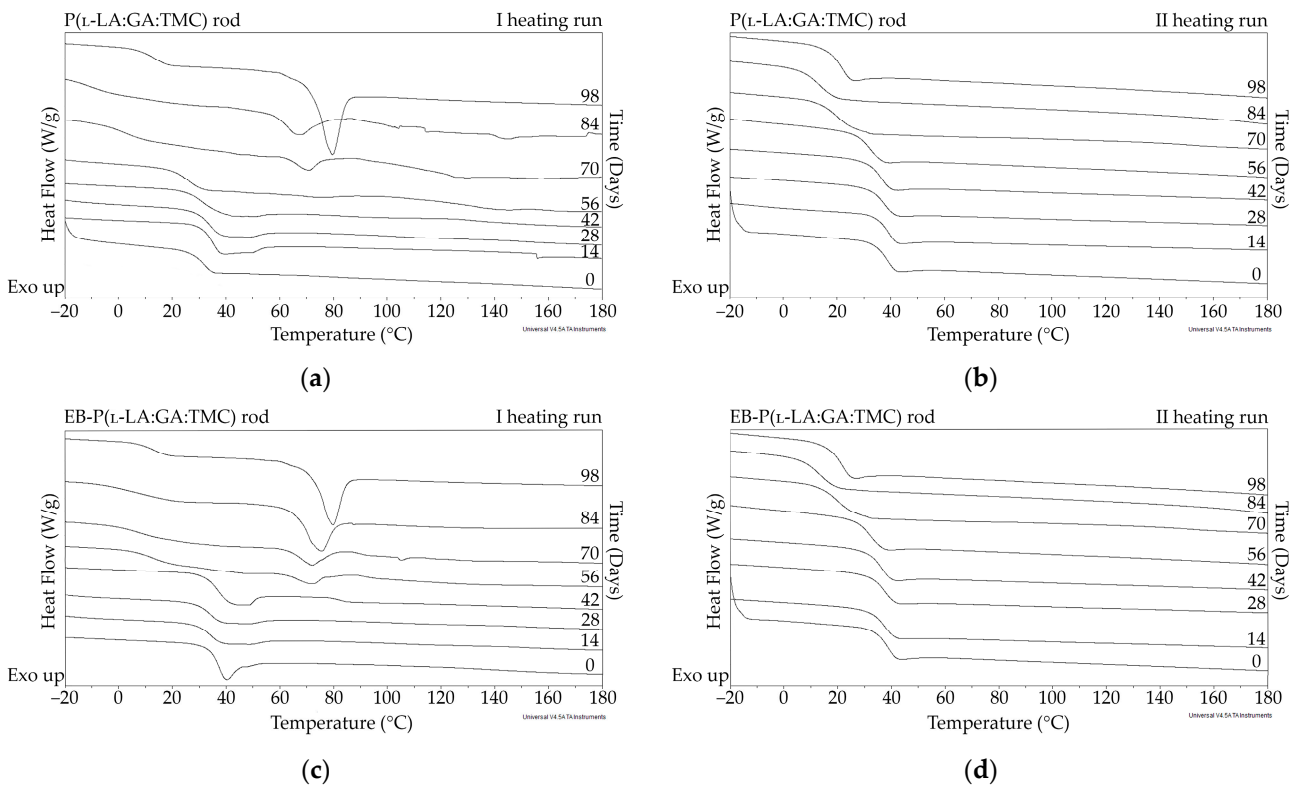 P(ʟ-LA:GA:TMC) rod I heating run
Heat Flow (W/g)
98
84
70
56
42
28
14
0
Time (Days)
Exo up
−20 0 20 40 60 80 100 120 140 160 180
Temperature (°C)
Universal V4.5A TA Instruments
(a)
P(ʟ-LA:GA:TMC) rod II heating run
Heat Flow (W/g)
98
84
70
56
42
28
14
0
Time (Days)
Exo up
−20 0 20 40 60 80 100 120 140 160 180
Temperature (°C)
Universal V4.5A TA Instruments
(b)
EB-P(ʟ-LA:GA:TMC) rod I heating run
Heat Flow (W/g)
98
84
70
56
42
28
14
0
Time (Days)
Exo up
−20 0 20 40 60 80 100 120 140 160 180
Temperature (°C)
Universal V4.5A TA Instruments
(c)
EB-P(ʟ-LA:GA:TMC) rod II heating run
Heat Flow (W/g)
98
84
70
56
42
28
14
0
Time (Days)
Exo up
−20 0 20 40 60 80 100 120 140 160 180
Temperature (°C)
Universal V4.5A TA Instruments
(d)